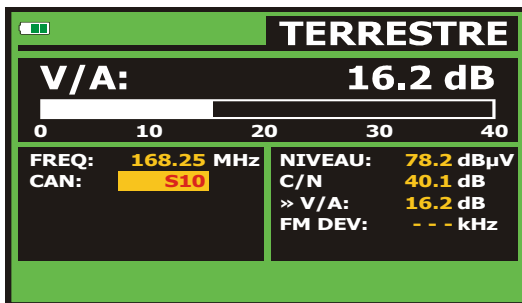 TERRESTRE
V/A: 16.2 dB
0 10 20 30 40
FREQ: 168.25 MHz
CAN: S10
NIVEAU: 78.2 dBµV
C/N 40.1 dB
» V/A: 16.2 dB
FM DEV: - - - kHz